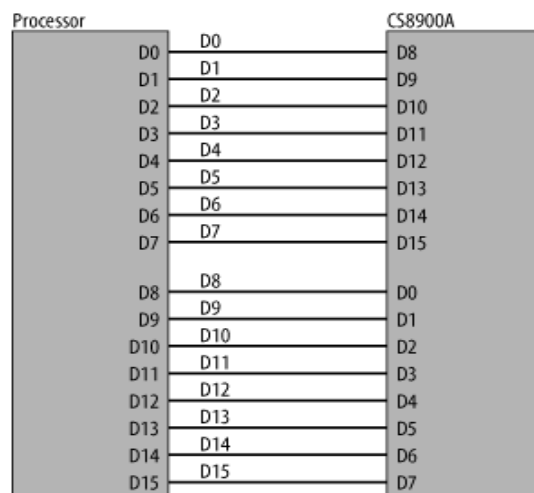 Processor CS8900A
D0 D0 D8
D1 D1 D9
D2 D2 D10
D3 D3 D11
D4 D4 D12
D5 D5 D13
D6 D6 D14
D7 D7 D15
D8 D8 D0
D9 D9 D1
D10 D10 D2
D11 D11 D3
D12 D12 D4
D13 D13 D5
D14 D14 D6
D15 D15 D7